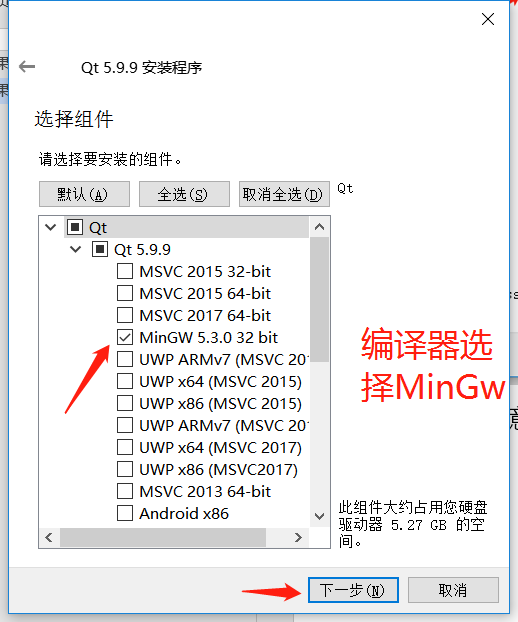 Qt 5.9.9 安装程序
选择组件
请选择要安装的组件。
默认(A)
全选(S)
取消全选(D)
Qt
Qt
Qt 5.9.9
MSVC 2015 32-bit
MSVC 2015 64-bit
MSVC 2017 64-bit
MinGW 5.3.0 32 bit
UWP ARMv7 (MSVC 201
UWP x64 (MSVC 2015)
UWP x86 (MSVC 2015)
UWP ARMv7 (MSVC 201
UWP x64 (MSVC 2017)
UWP x86 (MSVC2017)
MSVC 2013 64-bit
Android x86
编译器选
择MinGw
此组件大约占用您硬盘
驱动器 5.27 GB 的空
间。
下一步(N)
取消